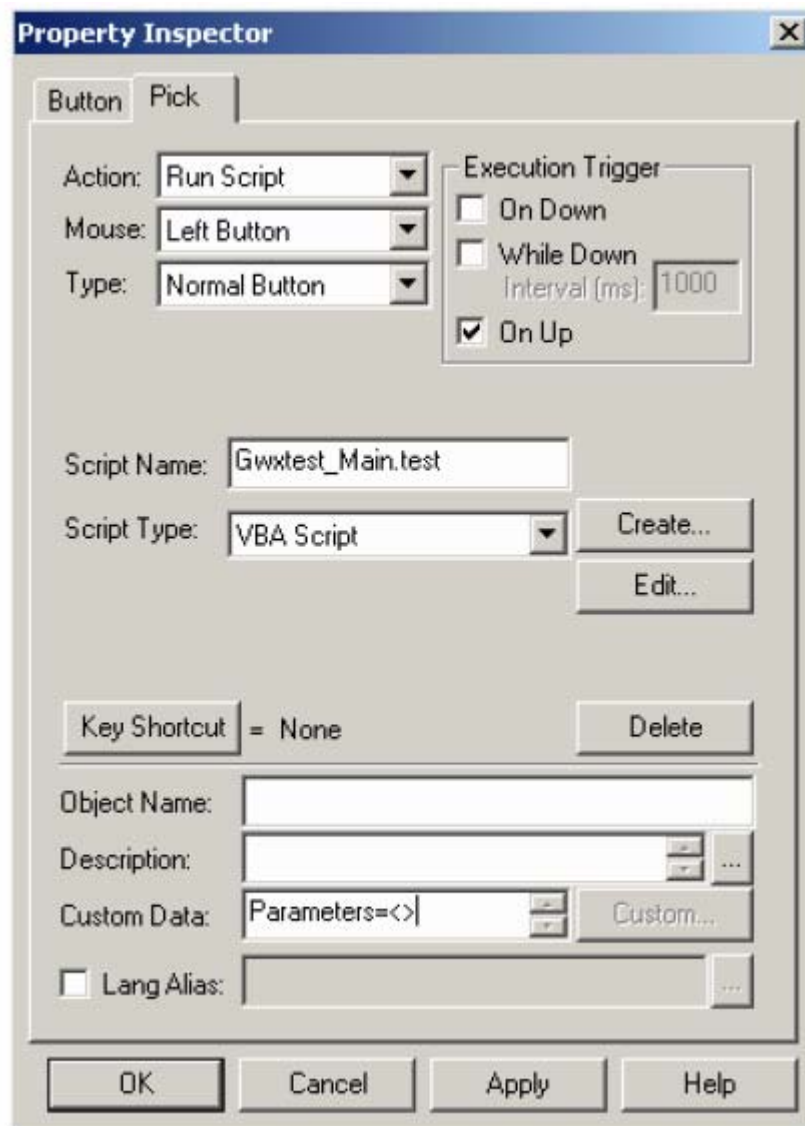 Property Inspector
Button Pick
Action: Run Script
Mouse: Left Button
Type: Normal Button
Execution Trigger
On Down
While Down
Interval (ms): 1000
On Up
Script Name: Gwxtest_Main.test
Script Type: VBA Script
Create...
Edit...
Key Shortcut = None
Delete
Object Name:
Description: ...
Custom Data: Parameters=<> Custom...
Lang Alias: ...
OK Cancel Apply Help